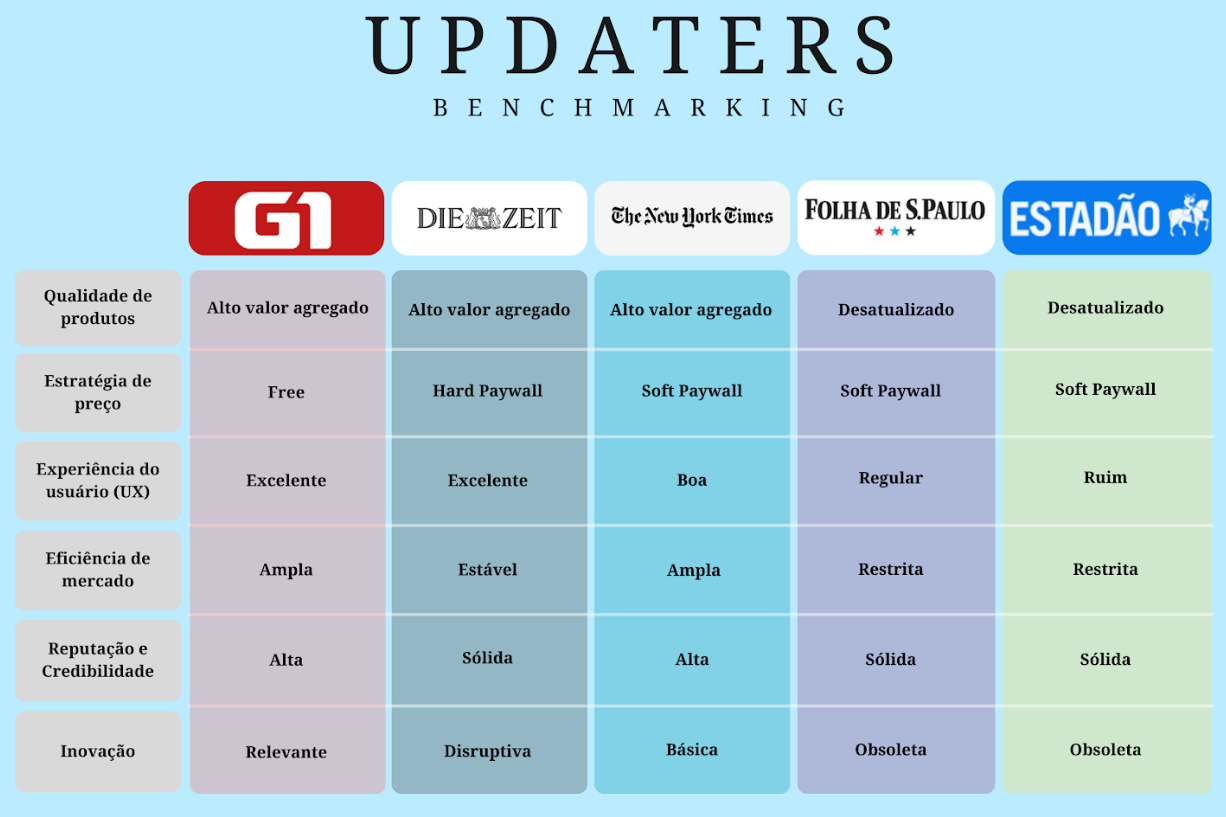 UPDATERS
BENCHMARKING
G1
DIE ZEIT
The New York Times
FOLHA DE S.PAULO
ESTADÃO
Qualidade de
produtos
Alto valor agregado
Alto valor agregado
Alto valor agregado
Desatualizado
Desatualizado
Estratégia de
preço
Free
Hard Paywall
Soft Paywall
Soft Paywall
Soft Paywall
Experiência do
usuário (UX)
Excelente
Excelente
Boa
Regular
Ruim
Eficiência de
mercado
Ampla
Estável
Ampla
Restrita
Restrita
Reputação e
Credibilidade
Alta
Sólida
Alta
Sólida
Sólida
Inovação
Relevante
Disruptiva
Básica
Obsoleta
Obsoleta